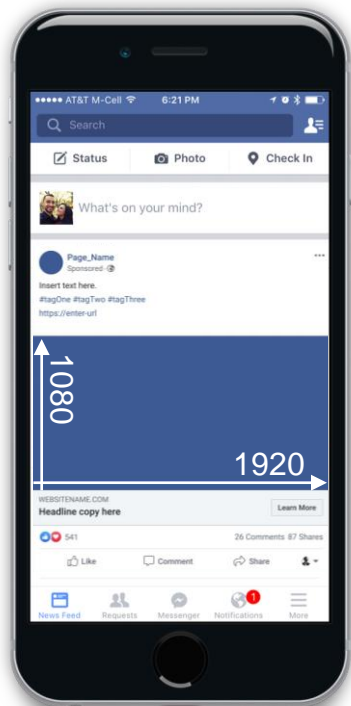 AT&T M-Cell 6:21 PM
Search
Status Photo Check In
What's on your mind?
Page_Name
Sponsored ·
Insert text here.
#tagOne #tagTwo #tagThree
https://enter-url
1080
1920
WEBSITENAME.COM
Headline copy here
Learn More
541 26 Comments 87 Shares
Like Comment Share
News Feed Requests Messenger Notifications More
1